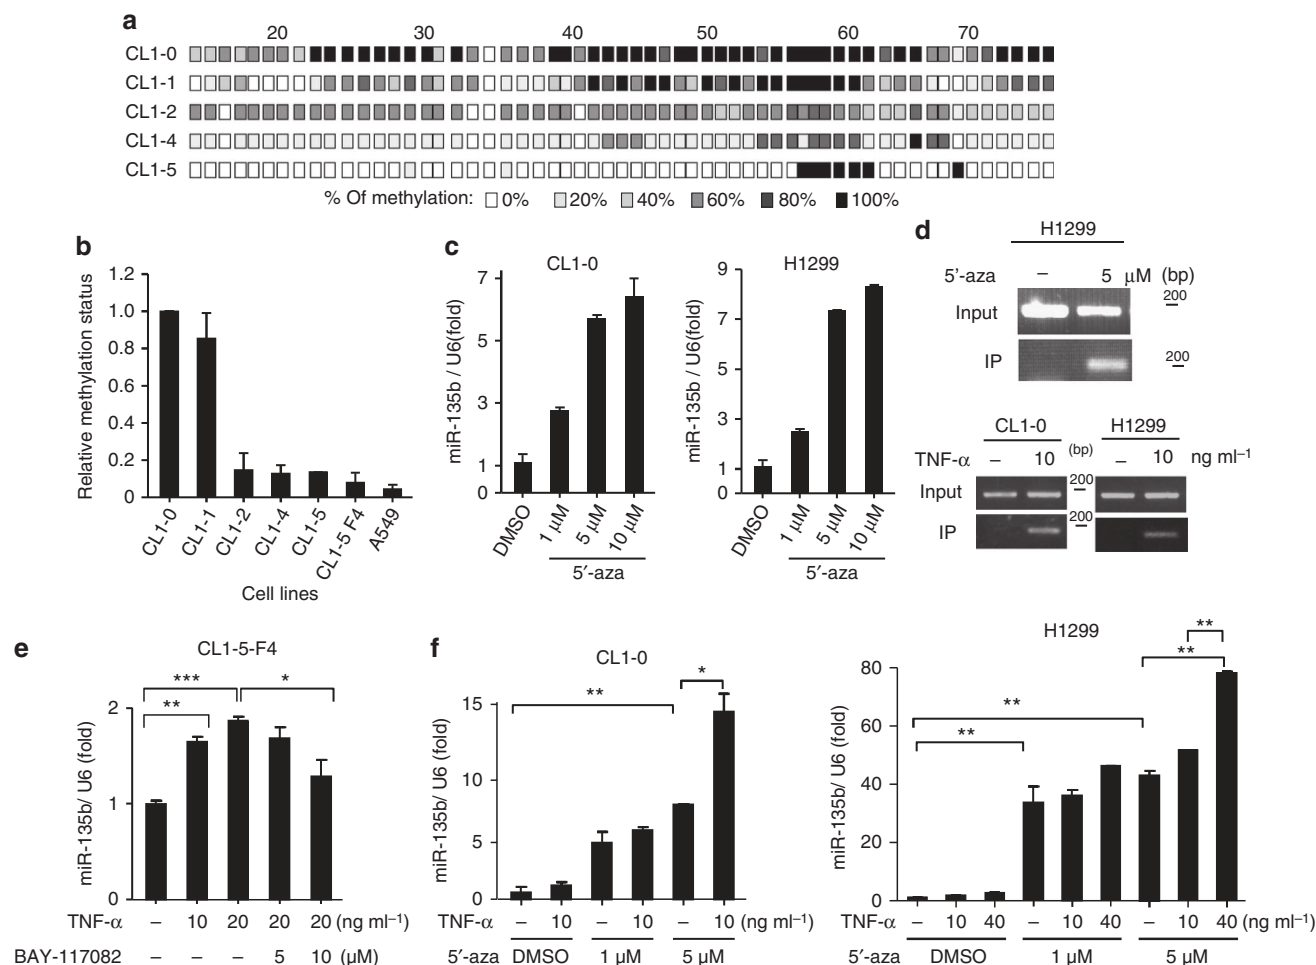 a
20 30 40 50 60 70
CL1-0
CL1-1
CL1-2
CL1-4
CL1-5
% Of methylation: 0% 20% 40% 60% 80% 100%
b
Relative methylation status
1.2
1.0
0.8
0.6
0.4
0.2
0
CL1-0 CL1-1 CL1-2 CL1-4 CL1-5 CL1-5 F4 A549
Cell lines
c
CL1-0
miR-135b / U6(fold)
7
5
3
1
0
DMSO 1 μM 5 μM 10 μM
5′-aza
H1299
miR-135b / U6(fold)
9
7
5
3
1
0
DMSO 1 μM 5 μM 10 μM
5′-aza
d
H1299
5'-aza – 5 μM (bp)
Input 200
IP 200
CL1-0 H1299
TNF-α – 10 (bp) – 10 ng ml⁻¹
Input 200
IP 200
e
CL1-5-F4
*** *
**
miR-135b/ U6 (fold)
2
1
0
TNF-α – 10 20 20 20 (ng ml⁻¹)
BAY-117082 – – – 5 10 (μM)
f
CL1-0
** *
miR-135b/ U6 (fold)
15
10
5
0
TNF-α – 10 – 10 – 10 (ng ml⁻¹)
5′-aza DMSO 1 μM 5 μM
H1299
**
**
**
**
miR-135b/ U6 (fold)
80
60
40
20
0
TNF-α – 10 40 – 10 40 – 10 40 (ng ml⁻¹)
5′-aza DMSO 1 μM 5 μM